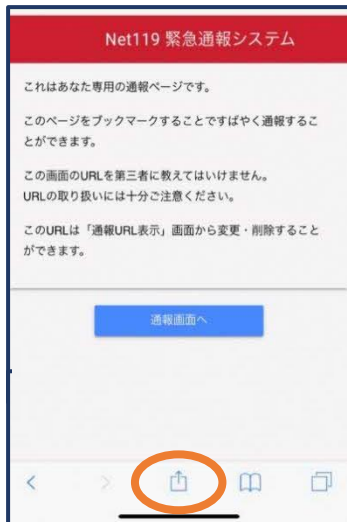 Net119 緊急通報システム
これはあなた専用の通報ページです。
このページをブックマークすることですばやく通報するこ
とができます。
この画面のURLを第三者に教えてはいけません。
URLの取り扱いには十分ご注意ください。
このURLは「通報URL表示」画面から変更・削除すること
ができます。
通報画面へ